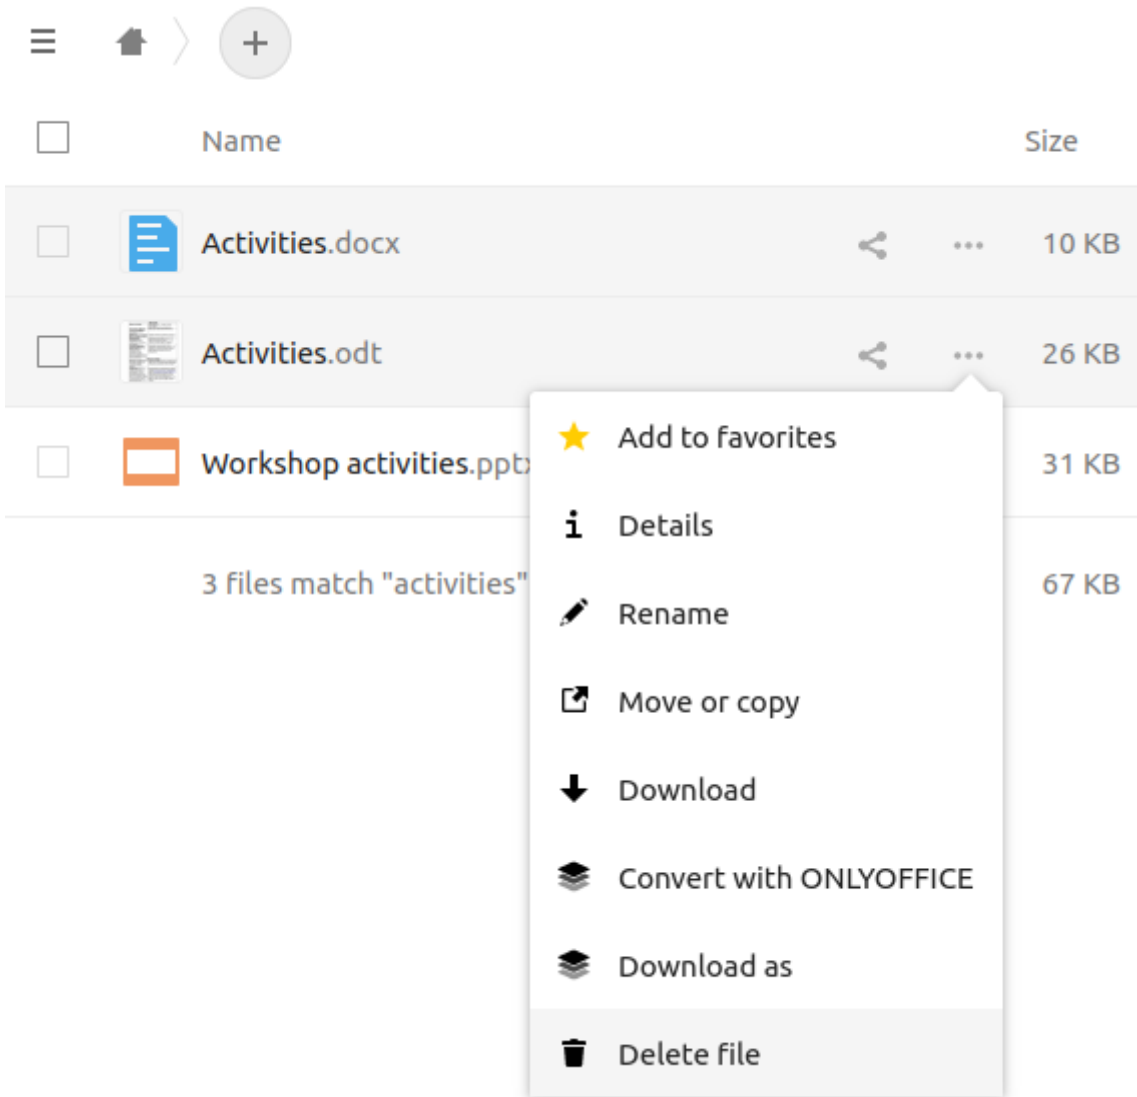 Name Size
Activities.docx 10 KB
Activities.odt 26 KB
Workshop activities.pptx 31 KB
3 files match "activities" 67 KB
Add to favorites
Details
Rename
Move or copy
Download
Convert with ONLYOFFICE
Download as
Delete file